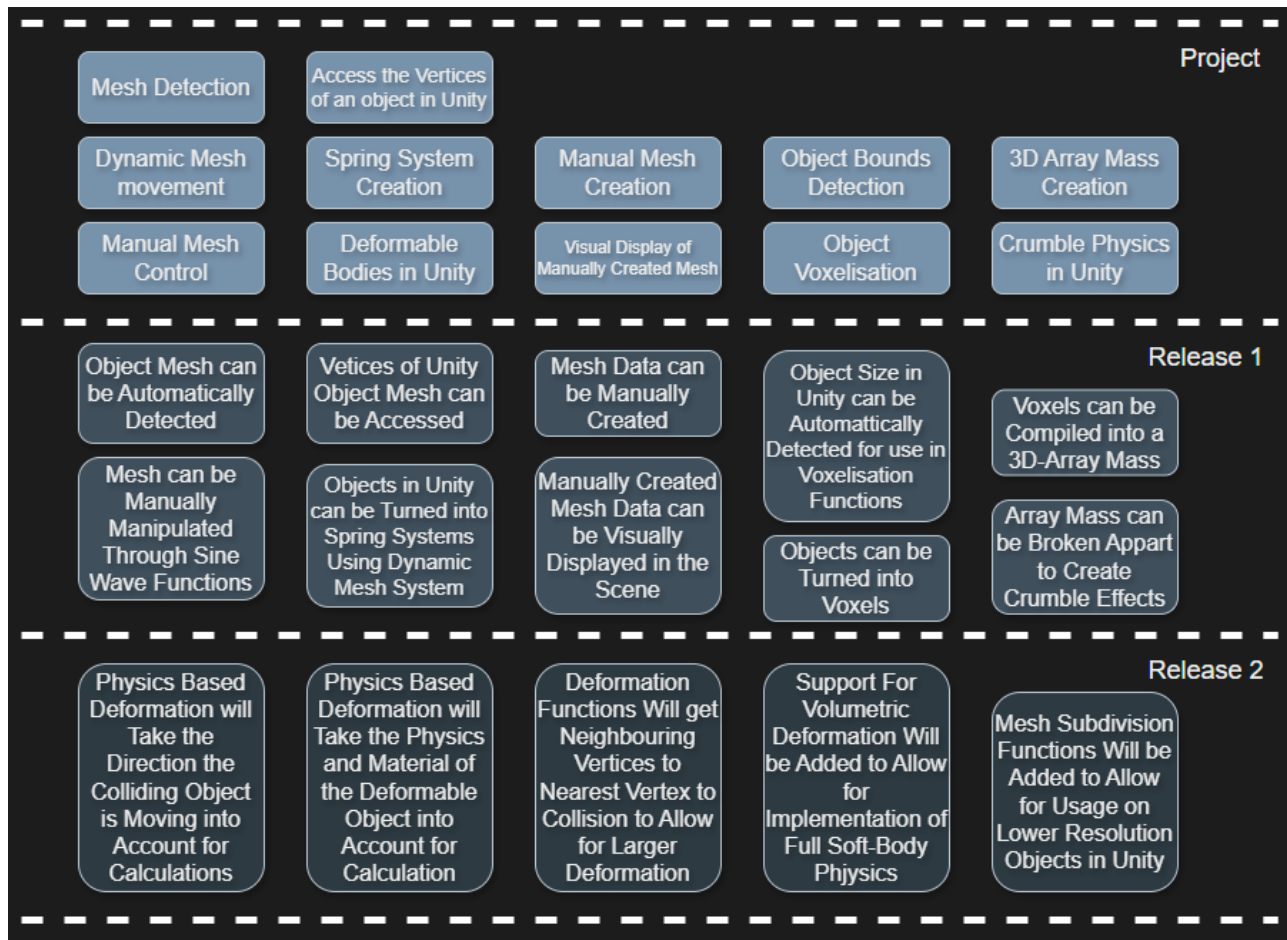 Project
Mesh Detection
Access the Vertices
of an object in Unity
Dynamic Mesh
movement
Spring System
Creation
Manual Mesh
Creation
Object Bounds
Detection
3D Array Mass
Creation
Manual Mesh
Control
Deformable
Bodies in Unity
Visual Display of
Manually Created Mesh
Object
Voxelisation
Crumble Physics
in Unity
Release 1
Object Mesh can
be Automatically
Detected
Vetices of Unity
Object Mesh can
be Accessed
Mesh Data can
be Manually
Created
Object Size in
Unity can be
Automattically
Detected for use in
Voxelisation
Functions
Voxels can be
Compiled into a
3D-Array Mass
Mesh can be
Manually
Manipulated
Through Sine
Wave Functions
Objects in Unity
can be Turned into
Spring Systems
Using Dynamic
Mesh System
Manually Created
Mesh Data can
be Visually
Displayed in the
Scene
Objects can be
Turned into
Voxels
Array Mass can
be Broken Appart
to Create
Crumble Effects
Release 2
Physics Based
Deformation will
Take the
Direction the
Colliding Object
is Moving into
Account for
Calculations
Physics Based
Deformation will
Take the Physics
and Material of
the Deformable
Object into
Account for
Calculation
Deformation
Functions Will get
Neighbouring
Vertices to
Nearest Vertex to
Collision to Allow
for Larger
Deformation
Support For
Volumetric
Deformation Will
be Added to Allow
for
Implementation of
Full Soft-Body
Phjysics
Mesh Subdivision
Functions Will be
Added to Allow
for Usage on
Lower Resolution
Objects in Unity